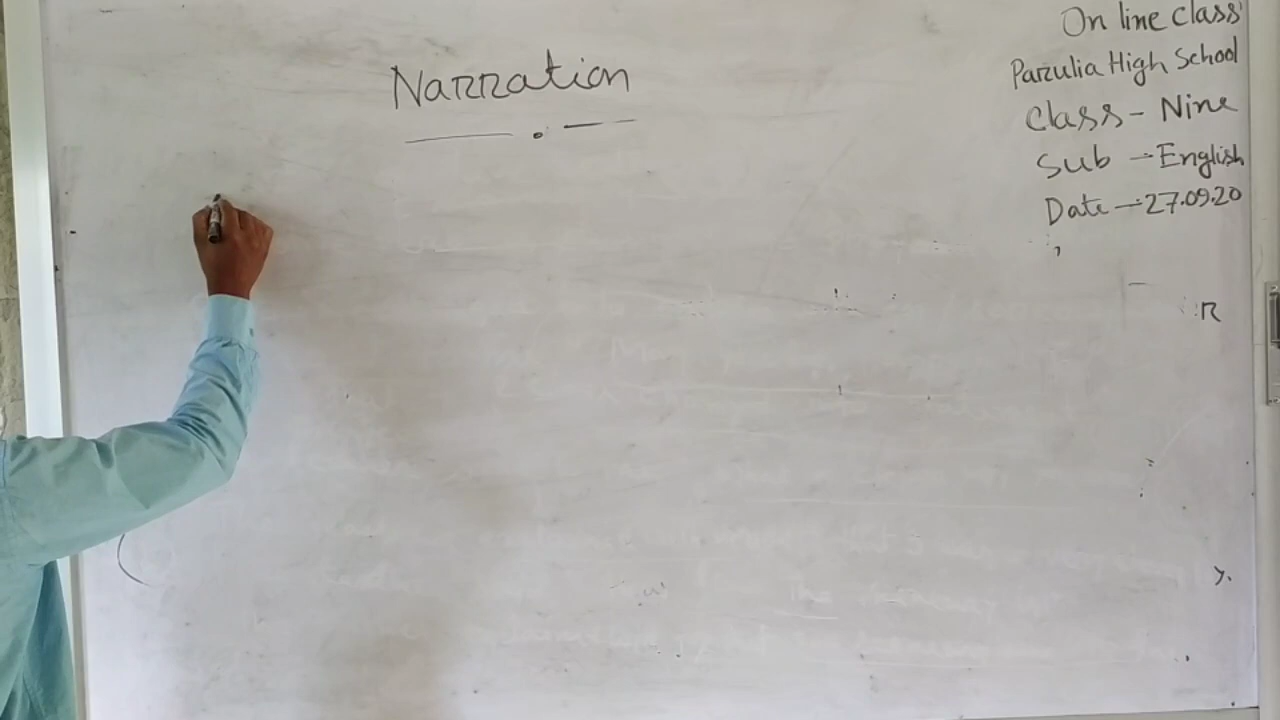 Narration
On line class
Parulia High School
Class - Nine
Sub - English
Date - 27.09.20